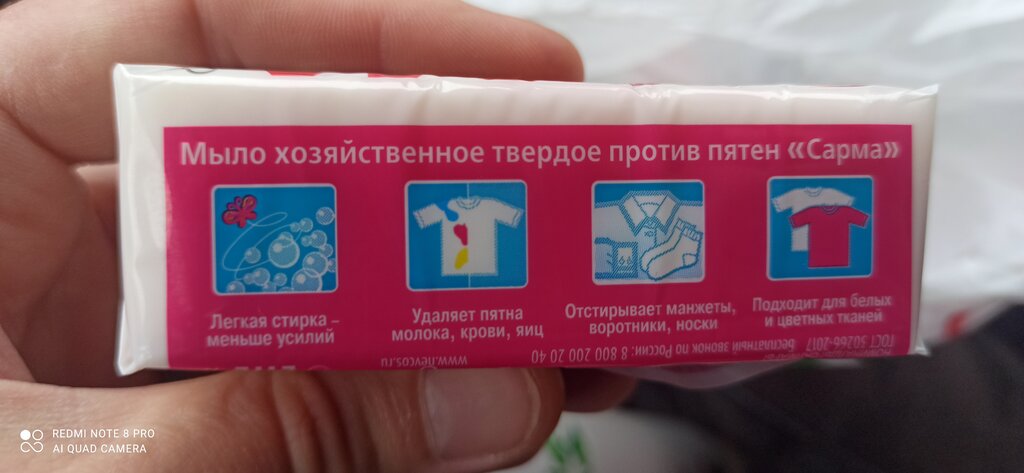 Мыло хозяйственное твердое против пятен «Сарма»
Легкая стирка –
меньше усилий
Удаляет пятна
молока, крови, яиц
Отстирывает манжеты,
воротники, носки
Подходит для белых
и цветных тканей
ГОСТ 30266-2017
бесплатный звонок по России: 8 800 200 20 40
www.nevcos.ru
REDMI NOTE 8 PRO
AI QUAD CAMERA